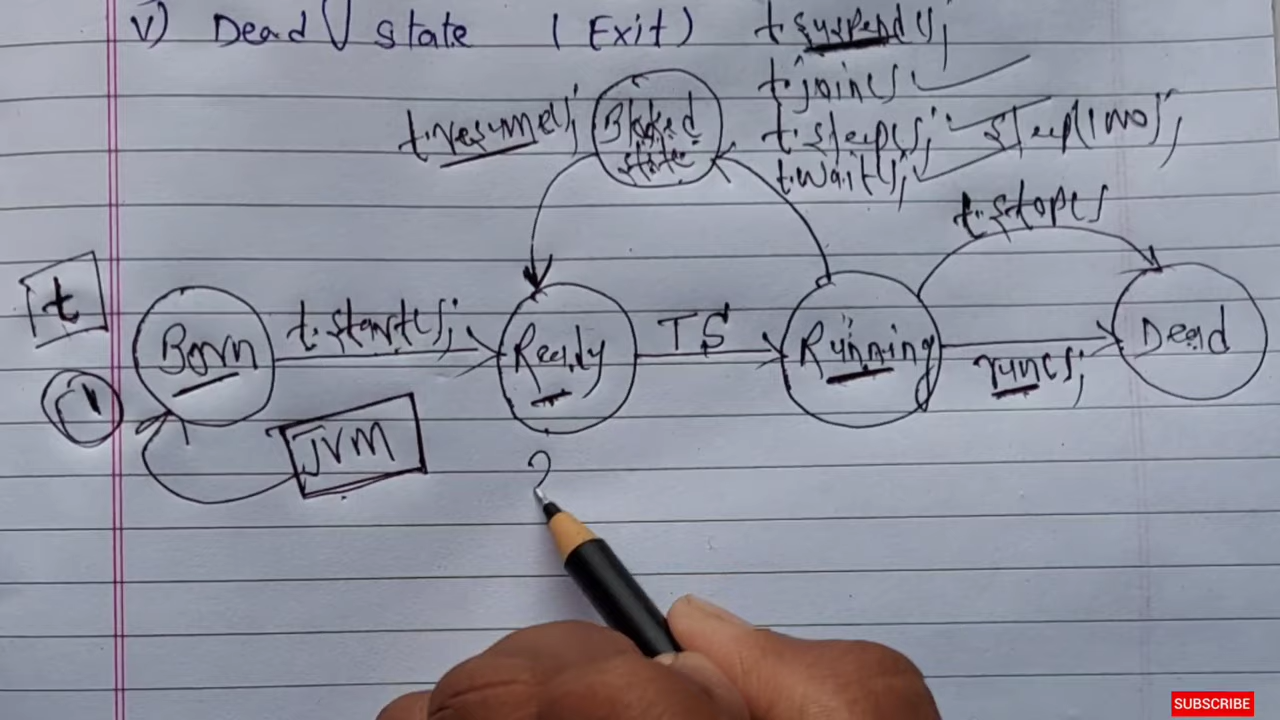 v) Dead state (Exit) t.suspend();
t.join()
t.resume(); Blocked t.sleep(); sleep(1000);
state t.wait();
t.stop()
t
Born t.start(); Ready TS Running run(); Dead
JVM
2
SUBSCRIBE